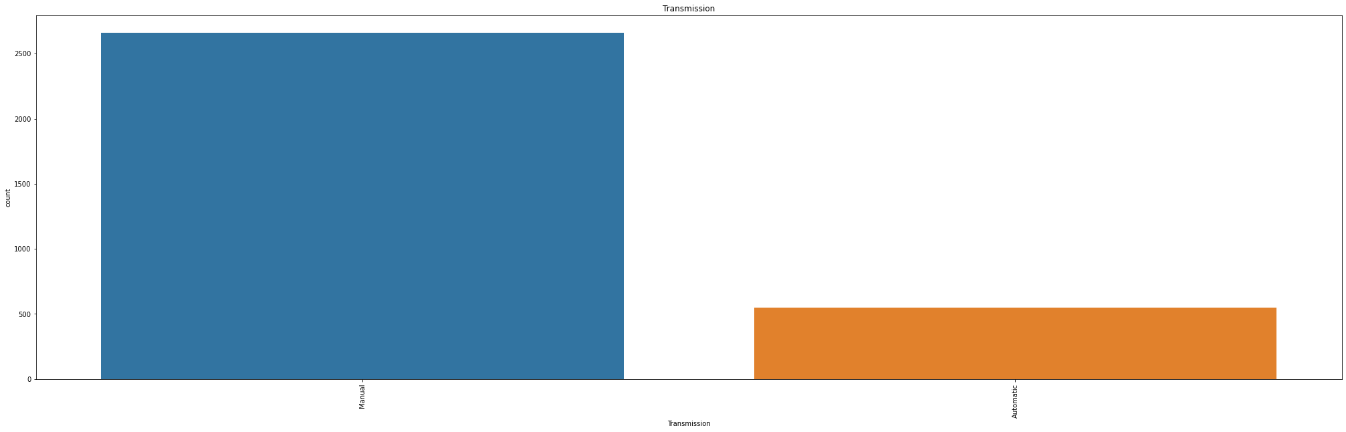 Transmission
2500
2000
1500
1000
500
0
count
Manual
Automatic
Transmission